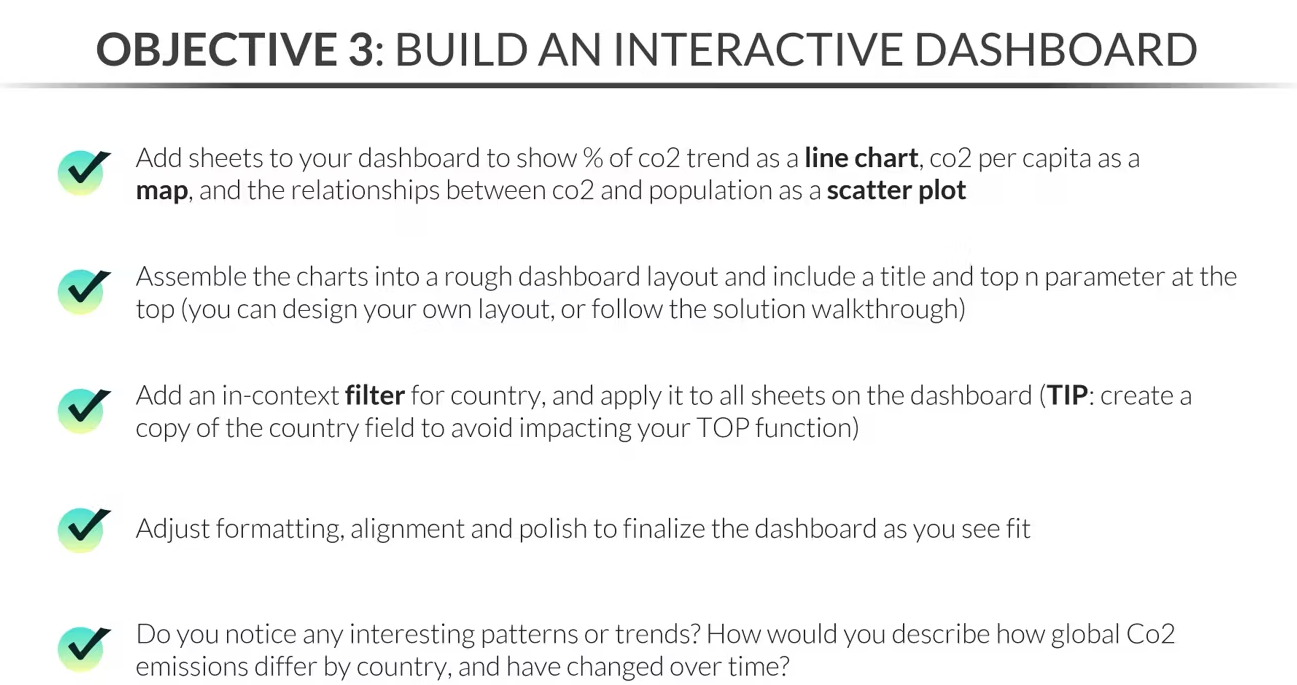 OBJECTIVE 3: BUILD AN INTERACTIVE DASHBOARD
Add sheets to your dashboard to show % of co2 trend as a line chart, co2 per capita as a
map, and the relationships between co2 and population as a scatter plot
Assemble the charts into a rough dashboard layout and include a title and top n parameter at the
top (you can design your own layout, or follow the solution walkthrough)
Add an in-context filter for country, and apply it to all sheets on the dashboard (TIP: create a
copy of the country field to avoid impacting your TOP function)
Adjust formatting, alignment and polish to finalize the dashboard as you see fit
Do you notice any interesting patterns or trends? How would you describe how global Co2
emissions differ by country, and have changed over time?